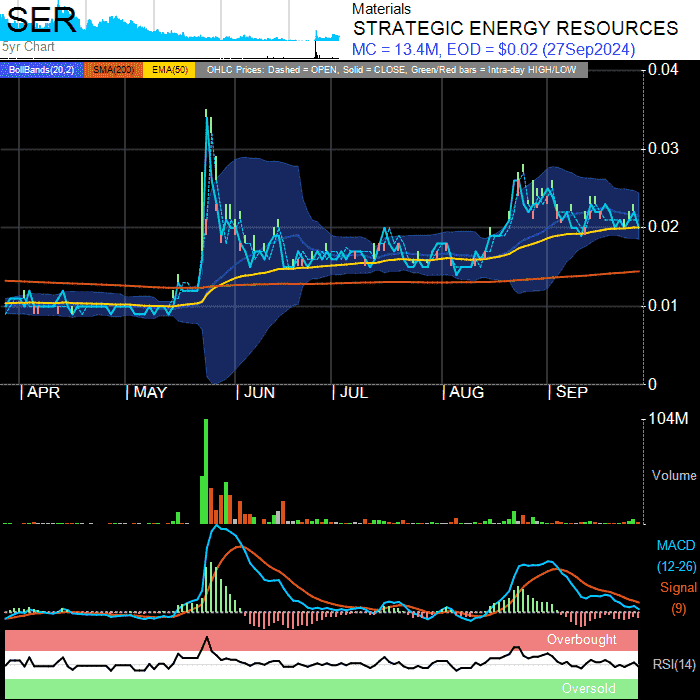 SER
5yr Chart
Materials
STRATEGIC ENERGY RESOURCES
MC = 13.4M, EOD = $0.02 (27Sep2024)
BollBands(20,2) SMA(200) EMA(50) OHLC Prices: Dashed = OPEN, Solid = CLOSE, Green/Red bars = Intra-day HIGH/LOW
0.04
0.03
0.02
0.01
0
APR MAY JUN JUL AUG SEP
104M
Volume
MACD
(12-26)
Signal
(9)
Overbought
RSI(14)
Oversold